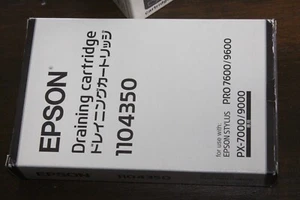 EPSON
Draining cartridge
ドレイニングカートリッジ
1104350
for use with:
EPSON STYLUS PRO 7600/9600
PX-7000/9000